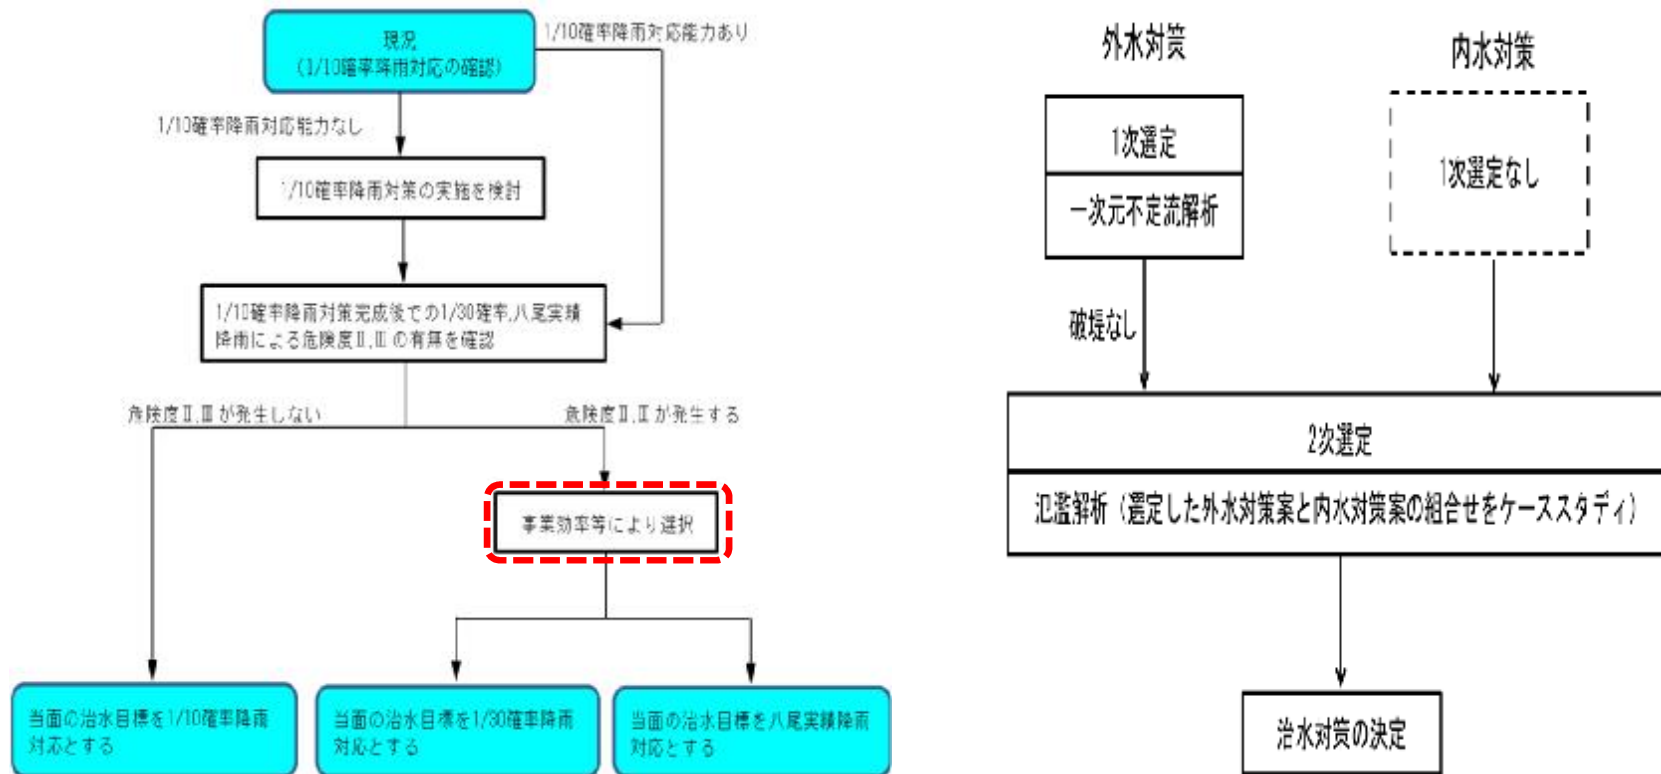 現況
（1/10確率降雨対応の確認）
1/10確率降雨対応能力あり
1/10確率降雨対応能力なし
1/10確率降雨対策の実施を検討
1/10確率降雨対策完成後での1/30確率,八尾実績
降雨による危険度Ⅱ,Ⅲの有無を確認
危険度Ⅱ,Ⅲが発生しない
危険度Ⅱ,Ⅱが発生する
事業効率等により選択
当面の治水目標を1/10確率降雨
対応とする
当面の治水目標を1/30確率降雨
対応とする
当面の治水目標を八尾実績降雨
対応とする
外水対策
内水対策
1次選定
一次元不定流解析
1次選定なし
破堤なし
2次選定
氾濫解析（選定した外水対策案と内水対策案の組合せをケーススタディ）
治水対策の決定